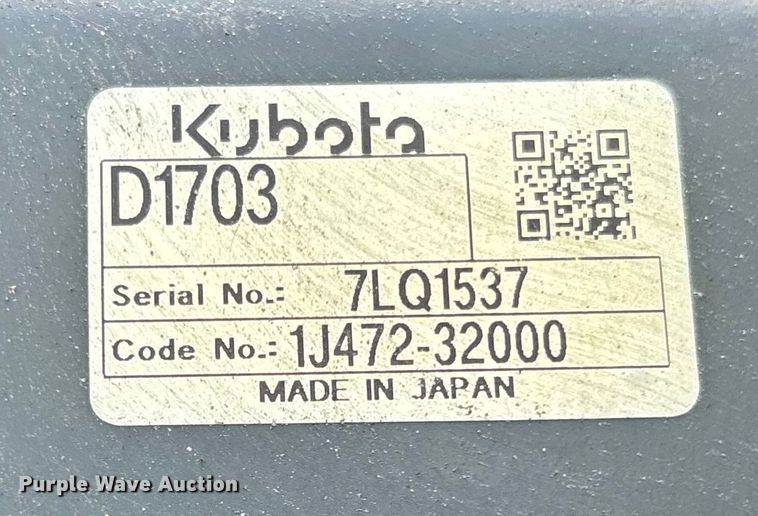 Kubota
D1703
Serial No.: 7LQ1537
Code No.: 1J472-32000
MADE IN JAPAN
Purple Wave Auction